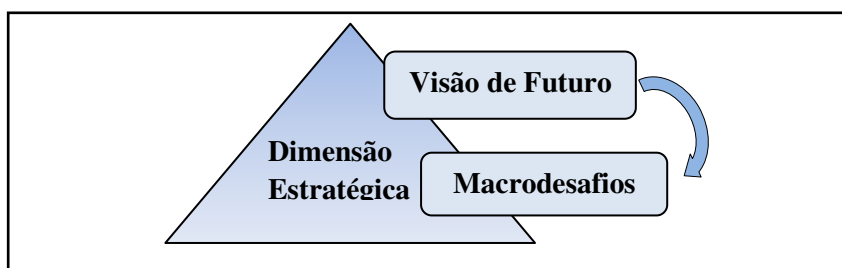 Visão de Futuro
Dimensão
Estratégica
Macrodesafios